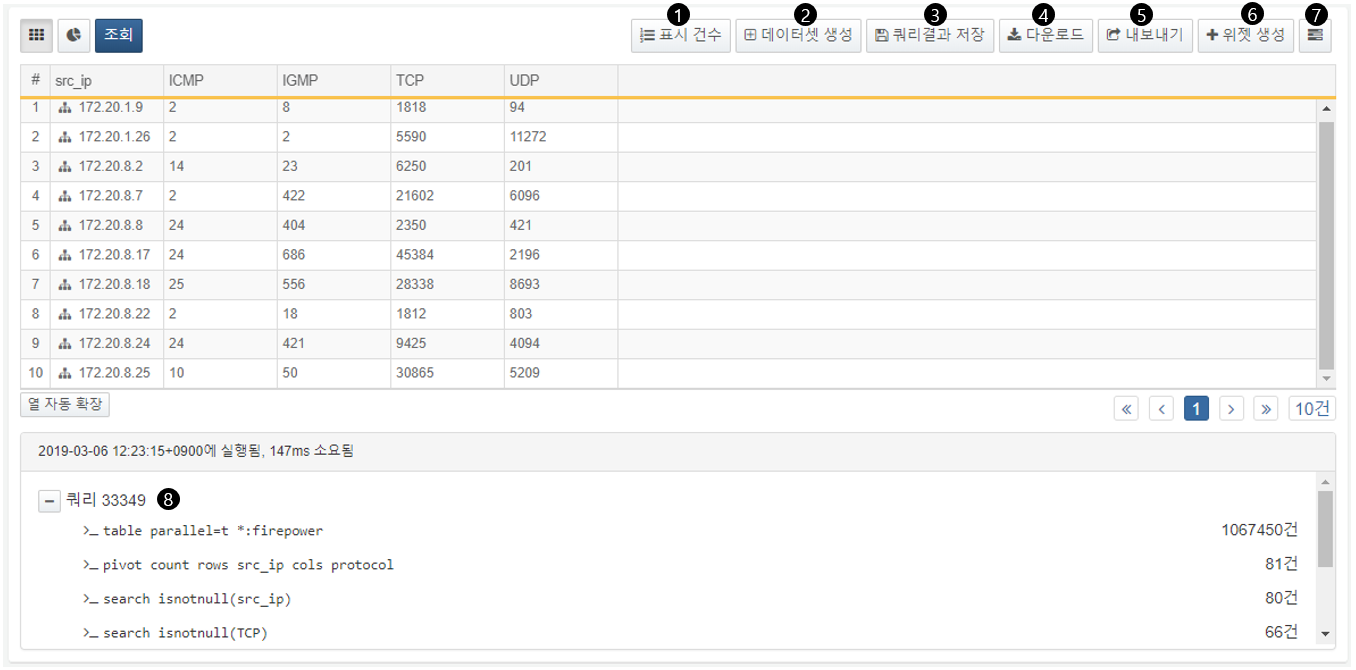 1 2 3 4 5 6 7
조회 표시 건수 데이터셋 생성 쿼리결과 저장 다운로드 내보내기 위젯 생성
# src_ip ICMP IGMP TCP UDP
1 172.20.1.9 2 8 1818 94
2 172.20.1.26 2 2 5590 11272
3 172.20.8.2 14 23 6250 201
4 172.20.8.7 2 422 21602 6096
5 172.20.8.8 24 404 2350 421
6 172.20.8.17 24 686 45384 2196
7 172.20.8.18 25 556 28338 8693
8 172.20.8.22 2 18 1812 803
9 172.20.8.24 24 421 9425 4094
10 172.20.8.25 10 50 30865 5209
열 자동 확장 « ‹ 1 › » 10건
2019-03-06 12:23:15+0900에 실행됨, 147ms 소요됨
쿼리 33349 8
>_ table parallel=t *:firepower 1067450건
>_ pivot count rows src_ip cols protocol 81건
>_ search isnotnull(src_ip) 80건
>_ search isnotnull(TCP) 66건